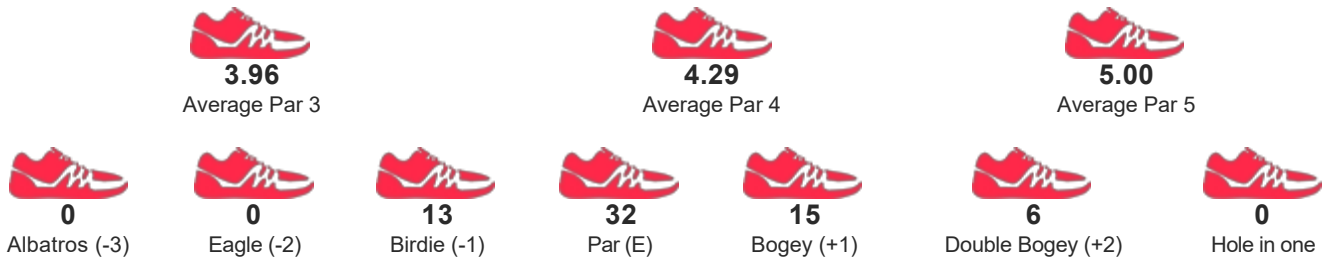 3.96 4.29 5.00
Average Par 3 Average Par 4 Average Par 5
0 0 13 32 15 6 0
Albatros (-3) Eagle (-2) Birdie (-1) Par (E) Bogey (+1) Double Bogey (+2) Hole in one